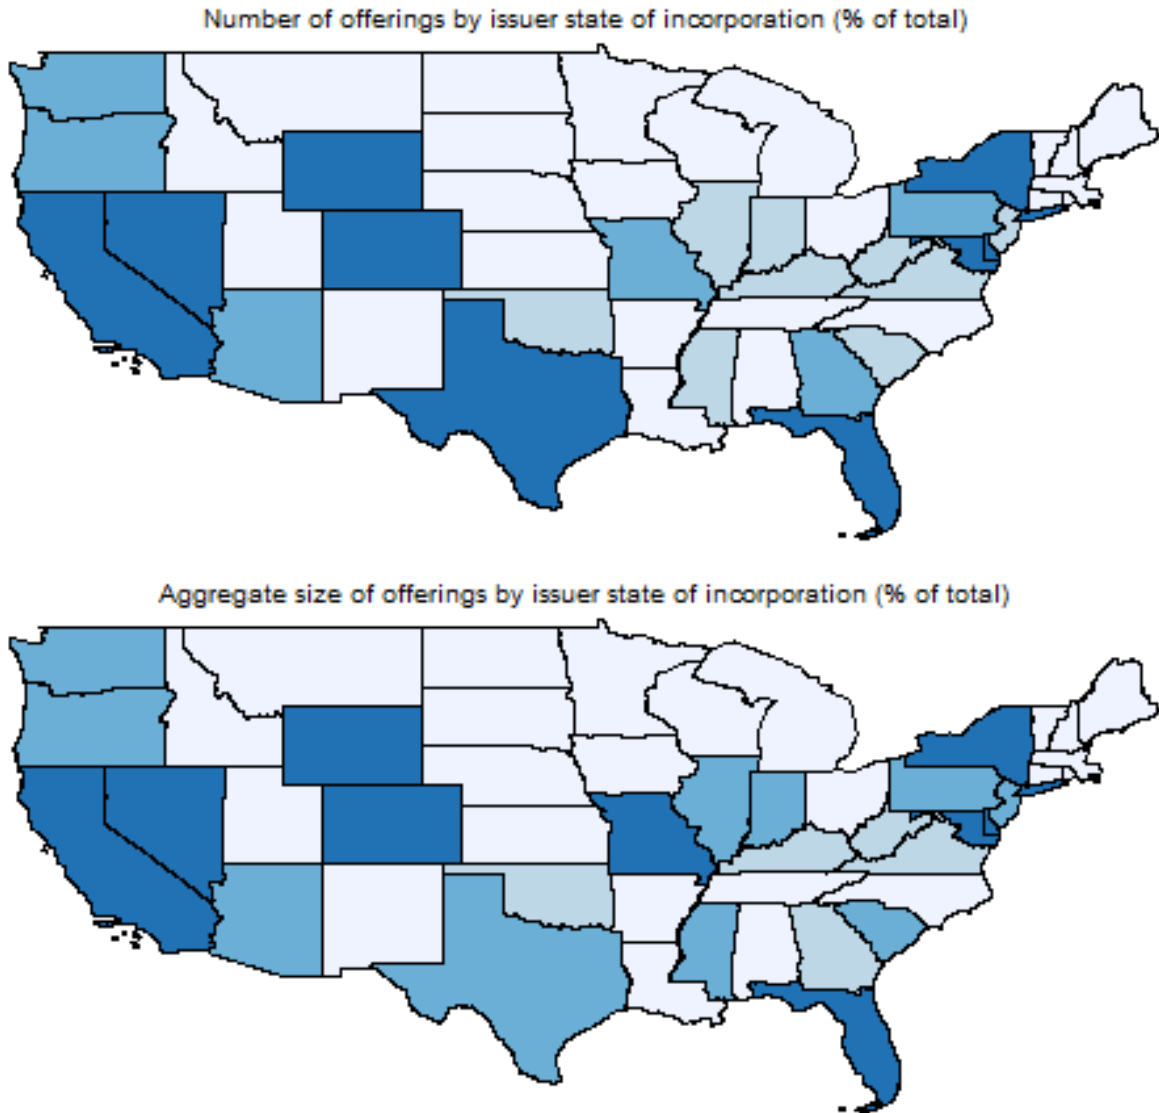 Number of offerings by issuer state of incorporation (% of total)
Aggregate size of offerings by issuer state of incorporation (% of total)